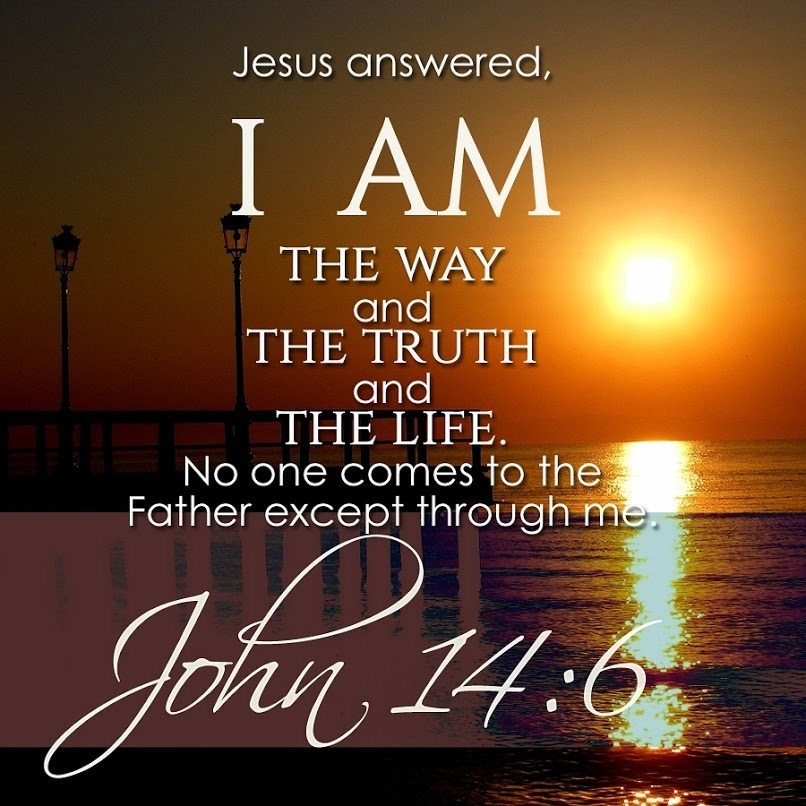 Jesus answered,
I AM
THE WAY
and
THE TRUTH
and
THE LIFE.
No one comes to the
Father except through me.
John 14:6